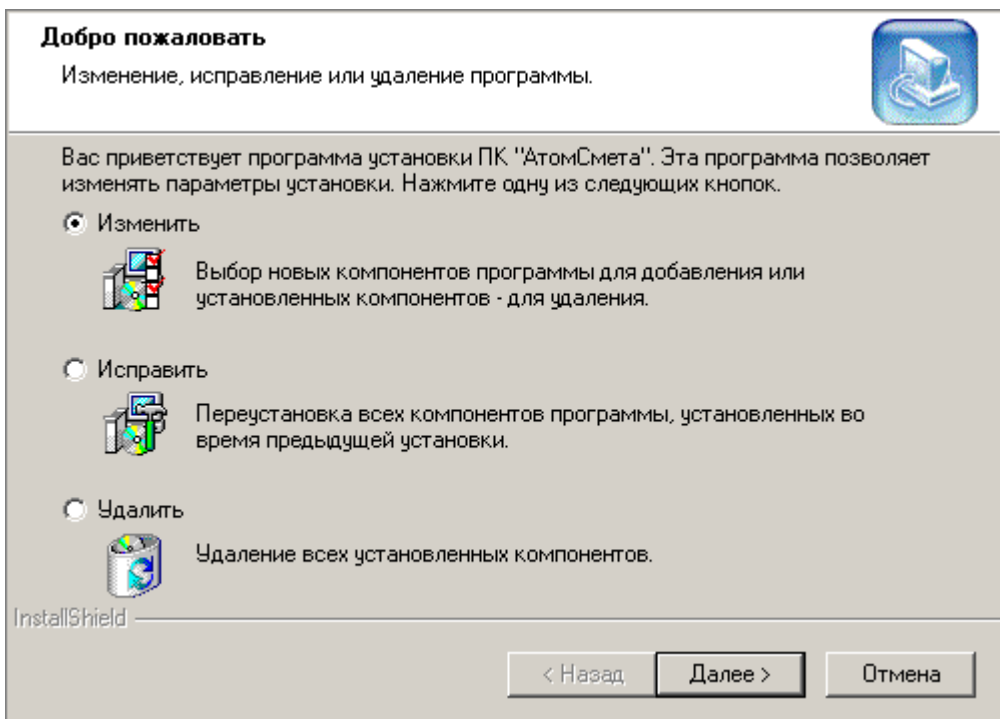 Добро пожаловать
Изменение, исправление или удаление программы.
Вас приветствует программа установки ПК "АтомСмета". Эта программа позволяет
изменять параметры установки. Нажмите одну из следующих кнопок.
Изменить
Выбор новых компонентов программы для добавления или
установленных компонентов - для удаления.
Исправить
Переустановка всех компонентов программы, установленных во
время предыдущей установки.
Удалить
Удаление всех установленных компонентов.
InstallShield
< Назад
Далее >
Отмена